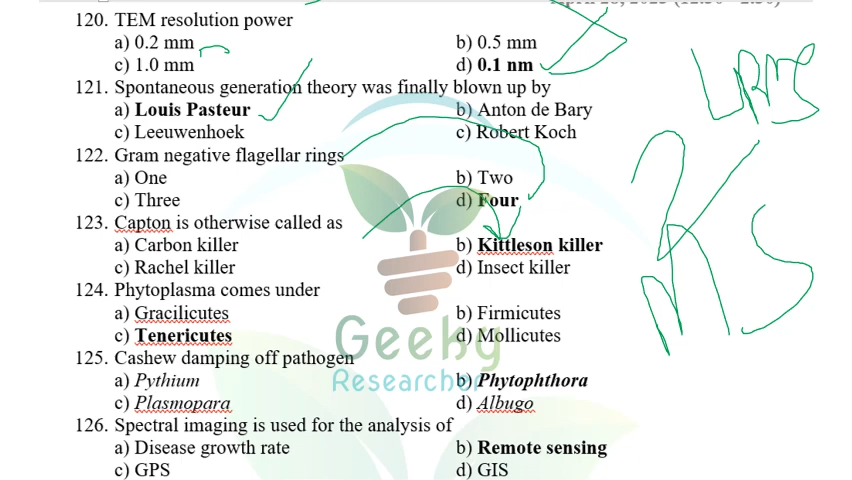 120. TEM resolution power
a) 0.2 mm b) 0.5 mm
c) 1.0 mm d) 0.1 nm
121. Spontaneous generation theory was finally blown up by
a) Louis Pasteur b) Anton de Bary
c) Leeuwenhoek c) Robert Koch
122. Gram negative flagellar rings
a) One b) Two
c) Three d) Four
123. Capton is otherwise called as
a) Carbon killer b) Kittleson killer
c) Rachel killer d) Insect killer
124. Phytoplasma comes under
a) Gracilicutes b) Firmicutes
c) Tenericutes d) Mollicutes
125. Cashew damping off pathogen
a) Pythium b) Phytophthora
c) Plasmopara d) Albugo
126. Spectral imaging is used for the analysis of
a) Disease growth rate b) Remote sensing
c) GPS d) GIS
Geeky
Researcher